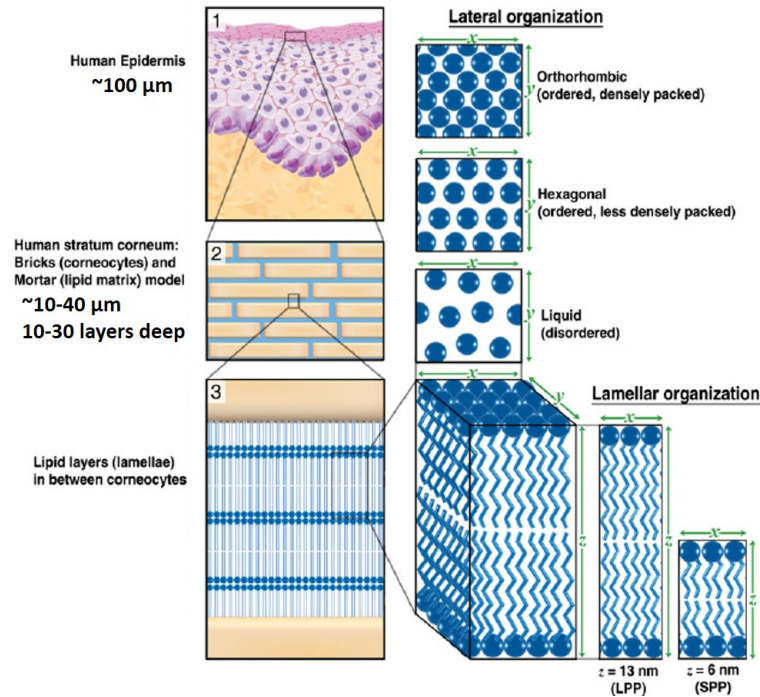 1
Human Epidermis
~100 µm
Human stratum corneum:
Bricks (corneocytes) and
Mortar (lipid matrix) model
~10-40 µm
10-30 layers deep
2
3
Lipid layers (lamellae)
in between corneocytes
Lateral organization
x
y
Orthorhombic
(ordered, densely packed)
x
y
Hexagonal
(ordered, less densely packed)
x
y
Liquid
(disordered)
x
y
z
Lamellar organization
x
z
z = 13 nm
(LPP)
x
z
z = 6 nm
(SPP)